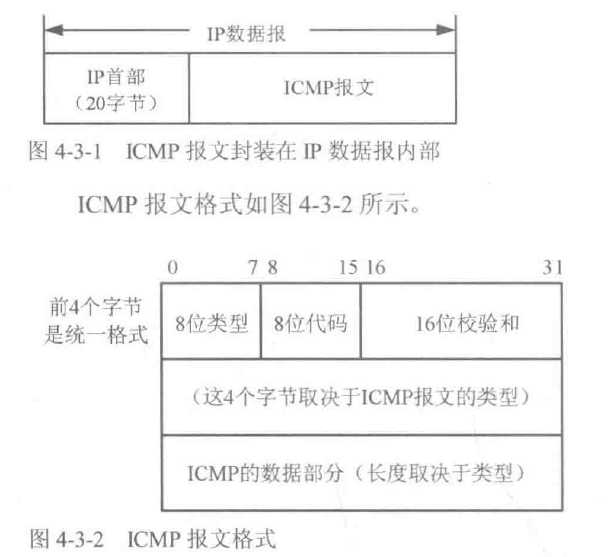 IP数据报
IP首部
（20字节）
ICMP报文
图 4-3-1 ICMP 报文封装在 IP 数据报内部
ICMP 报文格式如图 4-3-2 所示。
0 7 8 15 16 31
前4个字节
是统一格式
8位类型 8位代码 16位校验和
（这4个字节取决于ICMP报文的类型）
ICMP的数据部分（长度取决于类型）
图 4-3-2 ICMP 报文格式